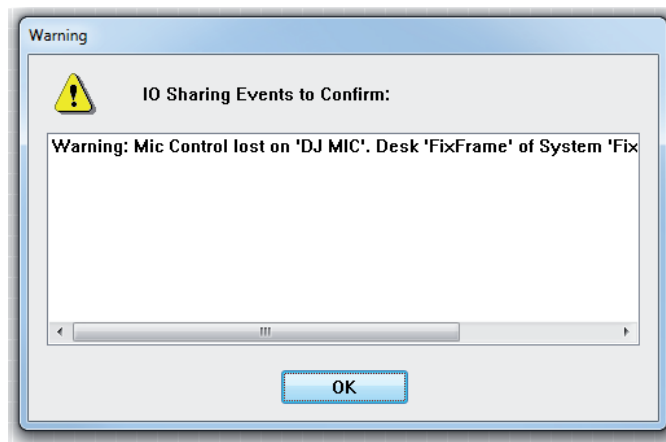 Warning
IO Sharing Events to Confirm:
Warning: Mic Control lost on 'DJ MIC'. Desk 'FixFrame' of System 'Fix
OK